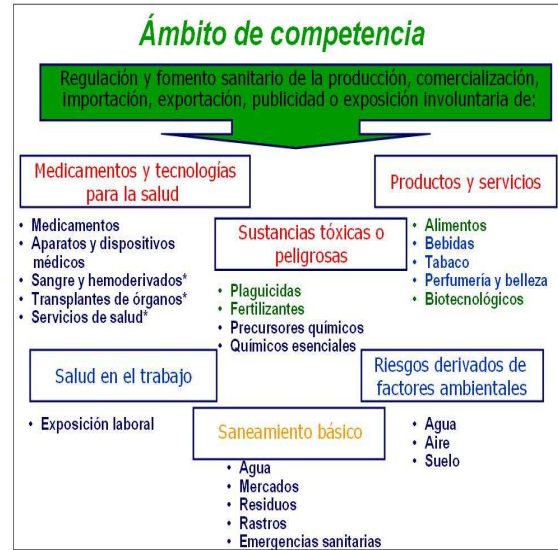 Ámbito de competencia
Regulación y fomento sanitario de la producción, comercialización,
importación, exportación, publicidad o exposición involuntaria de:
Medicamentos y tecnologías
para la salud
• Medicamentos
• Aparatos y dispositivos
médicos
• Sangre y hemoderivados*
• Transplantes de órganos*
• Servicios de salud*
Sustancias tóxicas o
peligrosas
• Plaguicidas
• Fertilizantes
• Precursores químicos
• Químicos esenciales
Productos y servicios
• Alimentos
• Bebidas
• Tabaco
• Perfumería y belleza
• Biotecnológicos
Salud en el trabajo
• Exposición laboral
Saneamiento básico
• Agua
• Mercados
• Residuos
• Rastros
• Emergencias sanitarias
Riesgos derivados de
factores ambientales
• Agua
• Aire
• Suelo